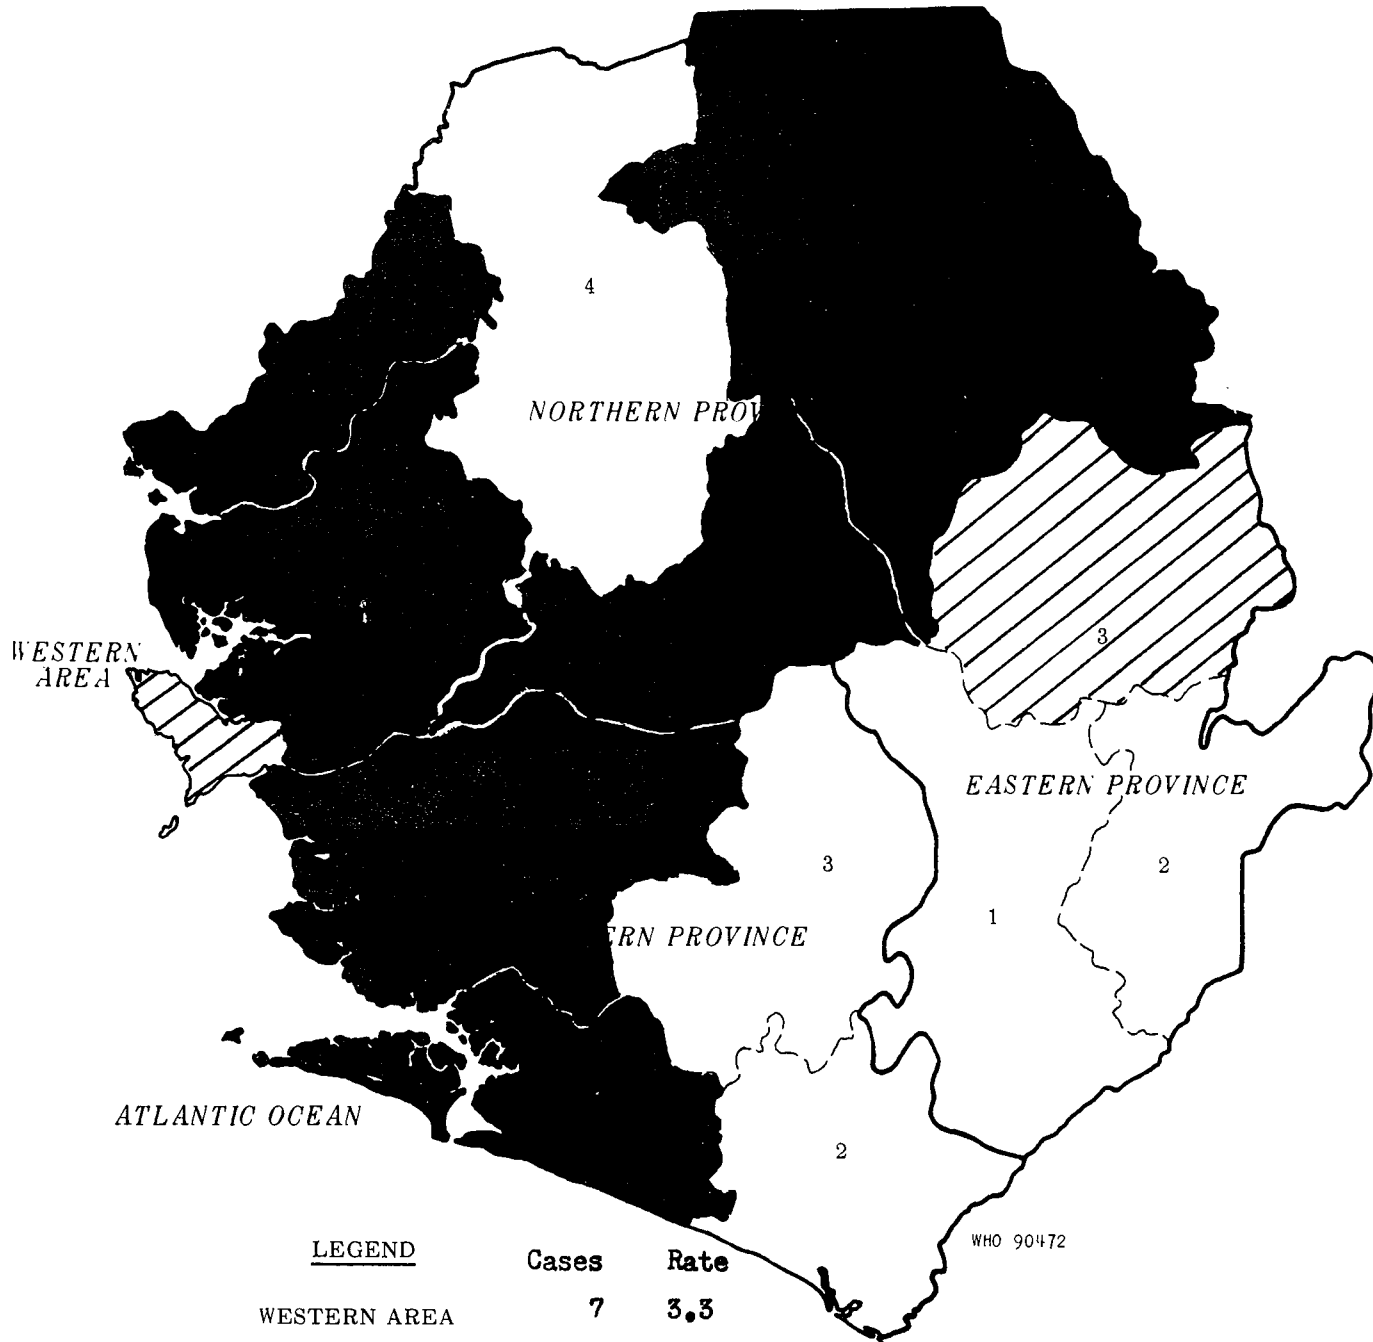 4
NORTHERN PROV
3
WESTERN
AREA
EASTERN PROVINCE
3
2
1
ERN PROVINCE
ATLANTIC OCEAN
2
WHO 90472
LEGEND
Cases Rate
WESTERN AREA 7 3.3